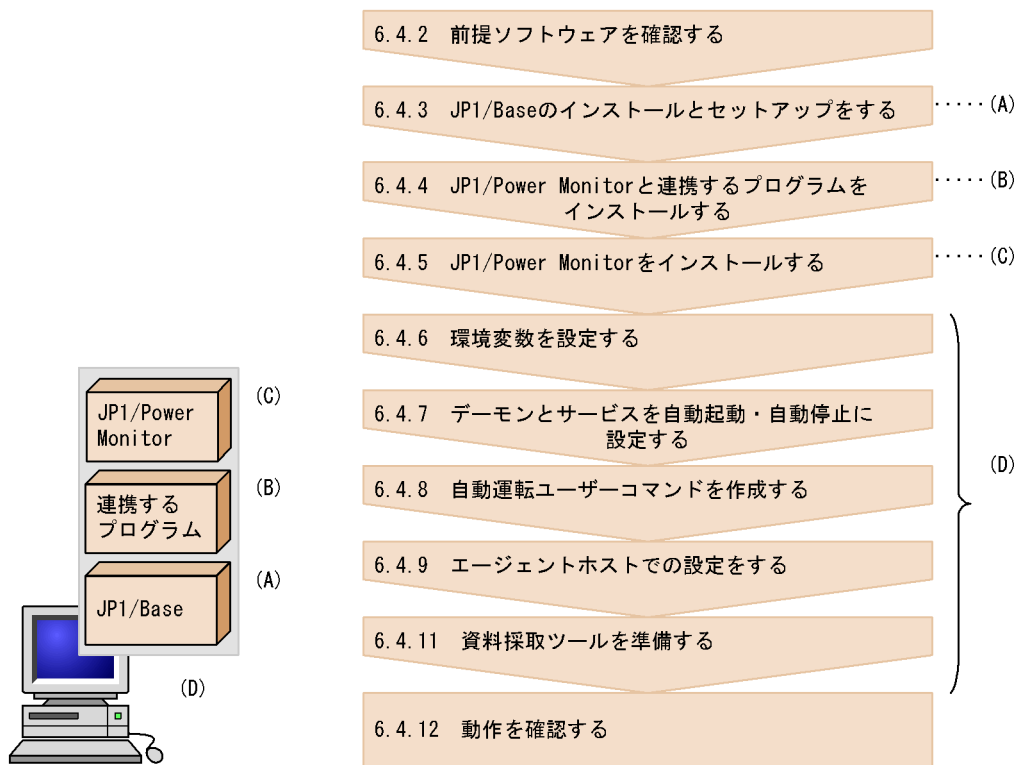 6.4.2 前提ソフトウェアを確認する
6.4.3 JP1/Baseのインストールとセットアップをする
·····(A)
6.4.4 JP1/Power Monitorと連携するプログラムを
インストールする
·····(B)
6.4.5 JP1/Power Monitorをインストールする
·····(C)
6.4.6 環境変数を設定する
6.4.7 デーモンとサービスを自動起動・自動停止に
設定する
6.4.8 自動運転ユーザーコマンドを作成する
6.4.9 エージェントホストでの設定をする
6.4.11 資料採取ツールを準備する
(D)
6.4.12 動作を確認する
JP1/Power
Monitor
(C)
連携する
プログラム
(B)
JP1/Base
(A)
(D)